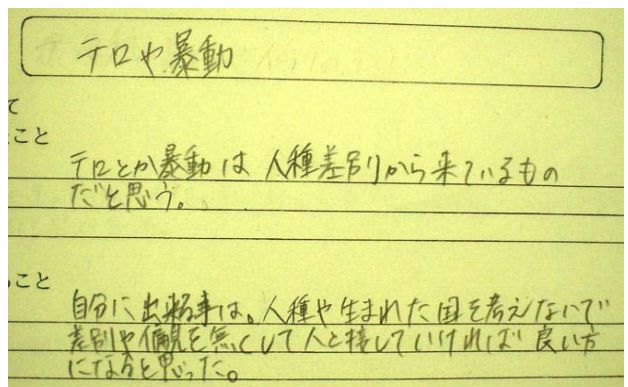 テロや暴動
て
こと
テロとか暴動は人種差別から来ているもの
だと思う。
こと
自分に出来る事は。人種や生まれた国を考えないで
差別や偏見を無くして人と接していければ良い方
になると思った。